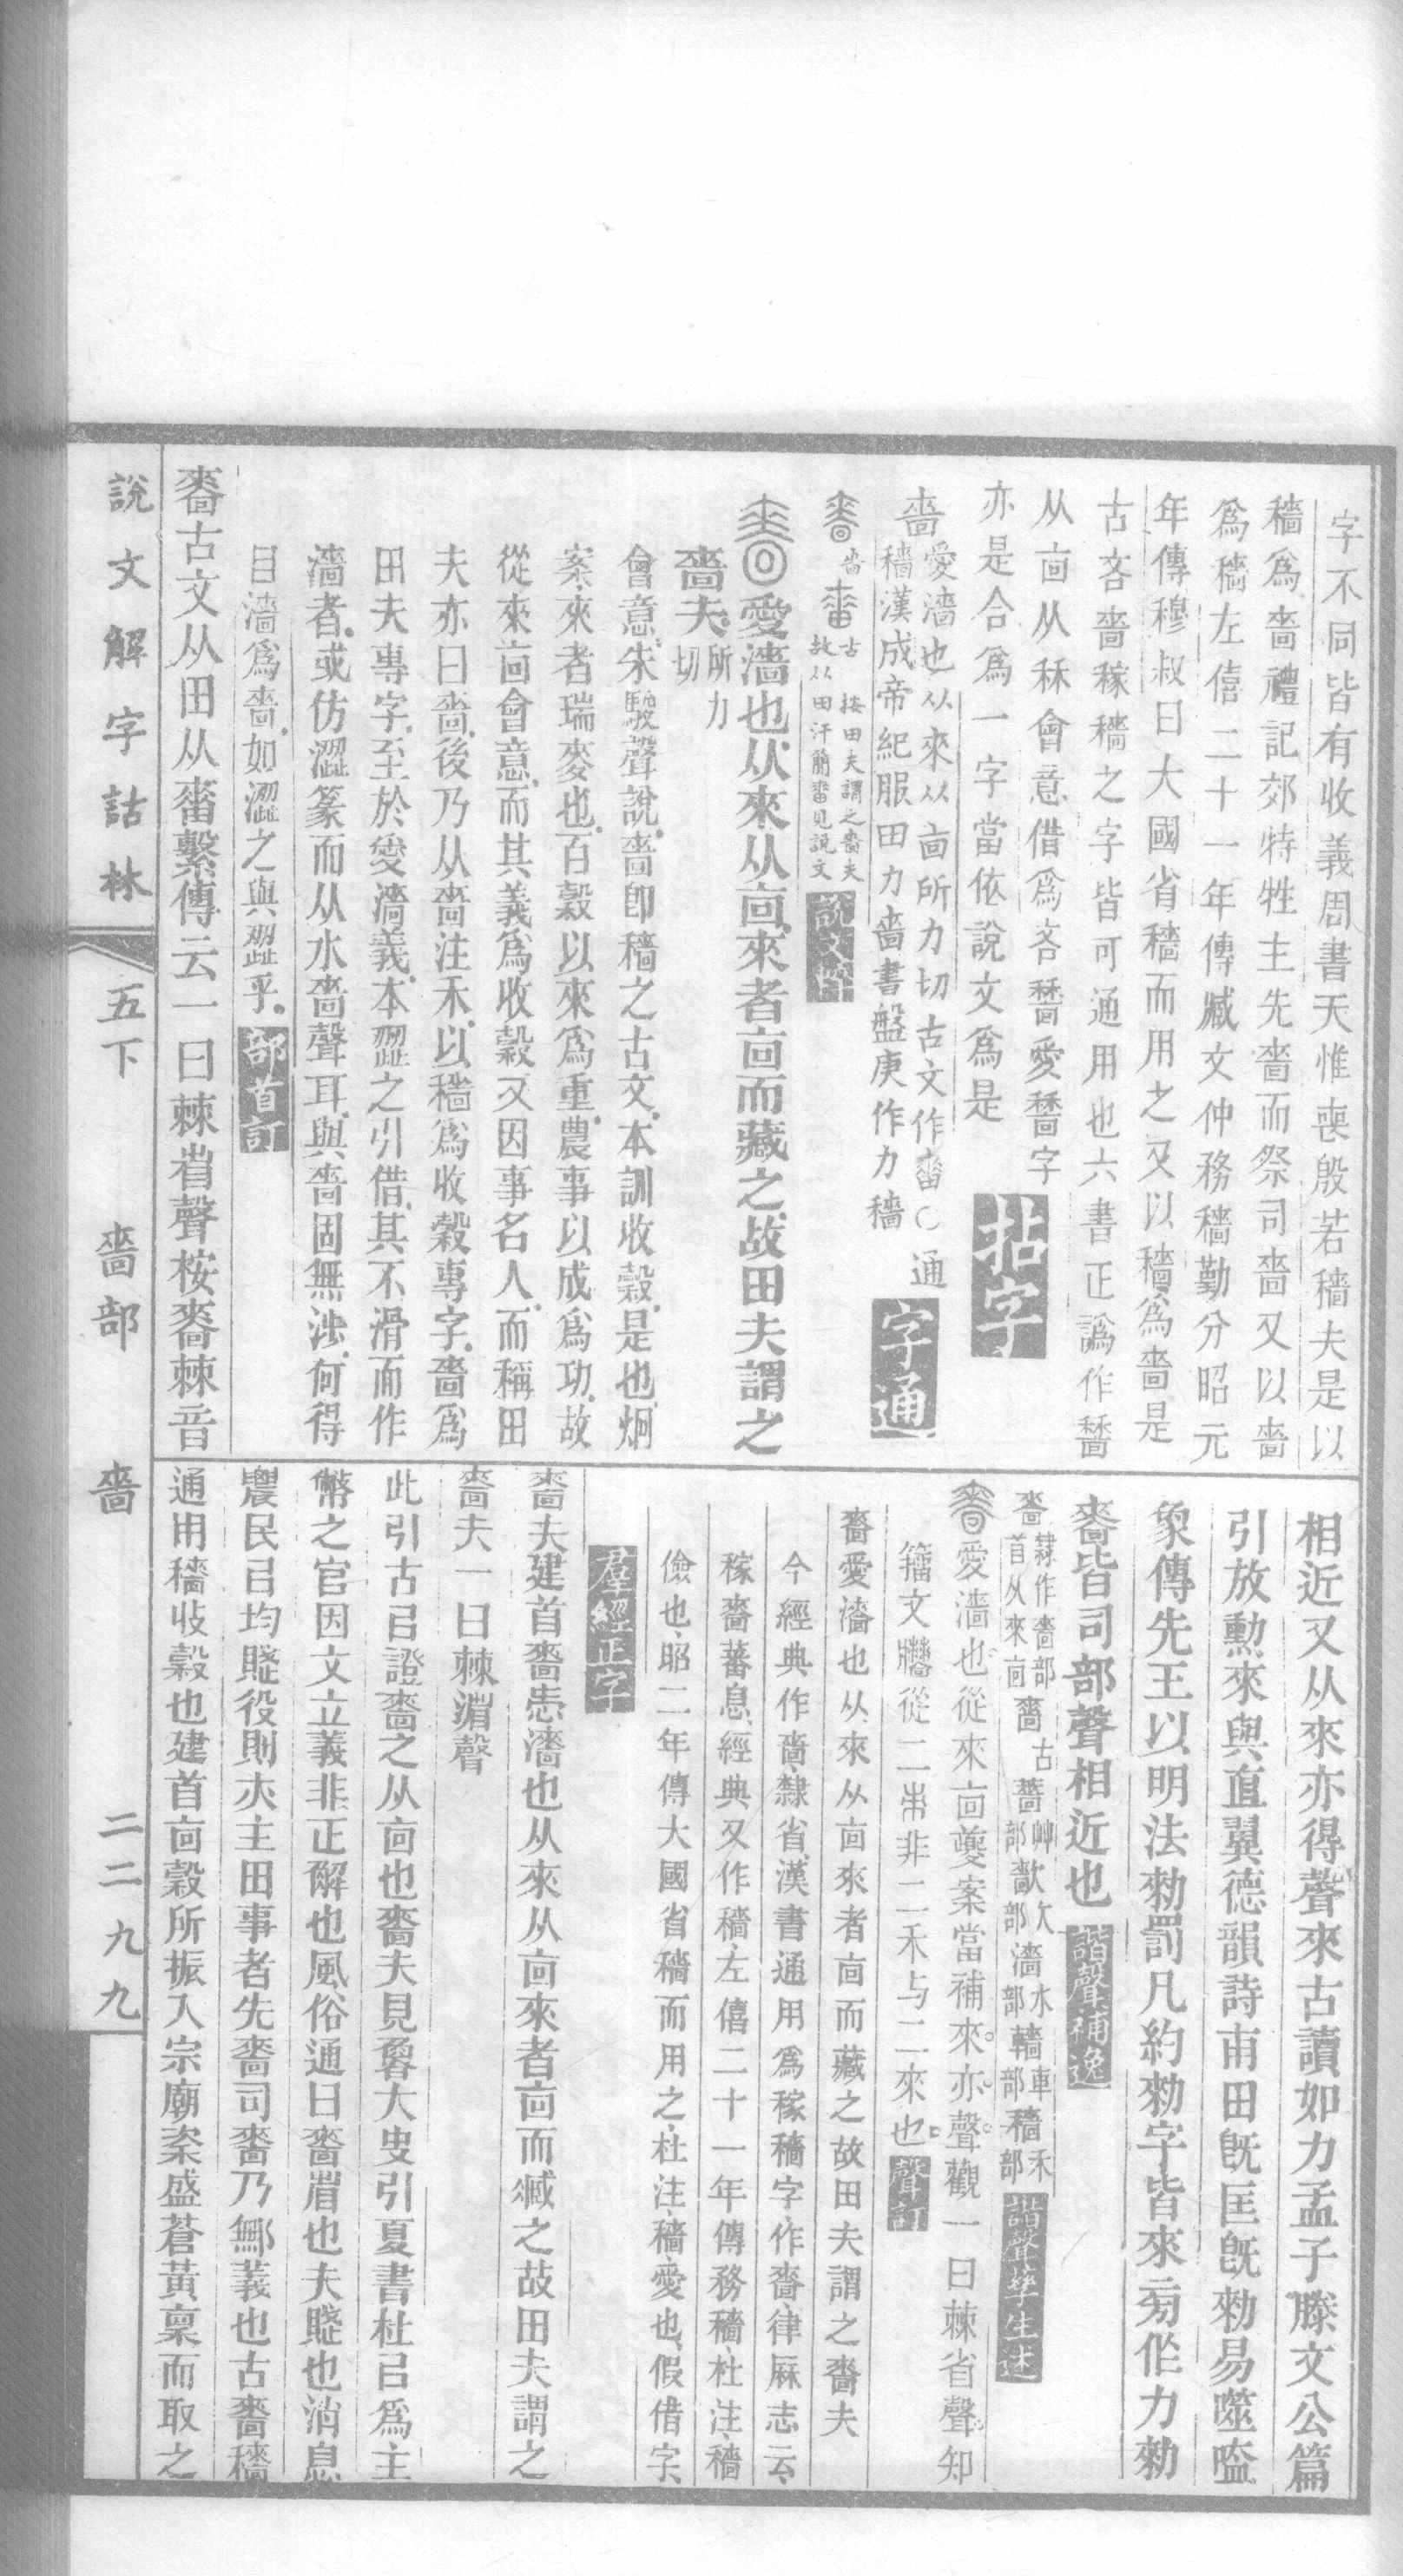 字不同皆有收義周書天惟喪殷若穡夫是以
穡爲嗇禮記郊特牲主先嗇而祭司嗇又以嗇
爲穡左僖二十一年傳臧文仲務穡勤分昭元
年傳穆叔曰大國省穡而用之又以穡爲嗇是
古吝嗇稼穡之字皆可通用也六書正譌作
从㐭从秝會意借爲吝愛字
亦是合爲一字當依說文爲是 拈字
嗇 愛濇也从來从㐭所力切古文作𤲸○通
穡漢成帝紀服田力嗇書盤庚作力穡 字通
嗇 古 按田夫謂之嗇夫
故从田汗簡𤲸見說文
愛濇也从來从㐭來者㐭而藏之故田夫謂之
嗇夫 所力
切
會意朱駿聲說嗇卽穡之古文本訓收穀是也炯
案來者瑞麥也百穀以來爲重農事以成爲功故
從來㐭會意而其義爲收穀又因事名人而稱田
夫亦曰嗇後乃从嗇注禾以穡爲收穀專字嗇爲
田夫專字至於愛濇義本歰之引借其不滑而作
濇者或仿澀篆而从水嗇聲耳與嗇固無涉何得
目濇爲嗇如澀之與歰乎 部首訂
嗇古文从田从𤲸繫傳云一曰棘省聲桉嗇棘音
相近又从來亦得聲來古讀如力孟子滕文公篇
引放勳來與直翼德韻詩甫田旣匡旣勑易噬嗑
象傳先王以明法勑罰凡約勑字皆來㫄作力勑
嗇皆司部聲相近也 諧聲補逸
嗇 隸作嗇部
首从來㐭 嗇 古 薔 艸
部 歗 欠
部 濇 水
部 轖 車
部 穡 禾
部 諧聲孳生述
愛濇也從來㐭夔案當補來亦聲觀一曰棘省聲知
籀文牆從二來非二禾与二來也 聲訂
嗇愛濇也从來从㐭來者㐭而藏之故田夫謂之嗇夫
今經典作嗇隸省漢書通用爲稼穡字作嗇律厤志云
稼嗇蕃息經典又作穡左僖二十一年傳務穡杜注穡
儉也昭二年傳大國省穡而用之杜注穡愛也假借字
羣經正字
嗇夫建首嗇㤅濇也从來从㐭來者㐭而臧之故田夫謂之
嗇夫一曰棘渻聲
此引古㠯證嗇之从㐭也嗇夫見魯大史引夏書杜㠯爲主
幣之官因文立義非正解也風俗通曰嗇渻也夫賤也消息
農民㠯均賤役則夾主田事者先嗇司嗇乃鄉義也古嗇穡
通用穡收穀也建首㐭穀所振入宗廟粢盛蒼黃稟而取之
說文解字詁林 五下 嗇部 嗇 二二九九